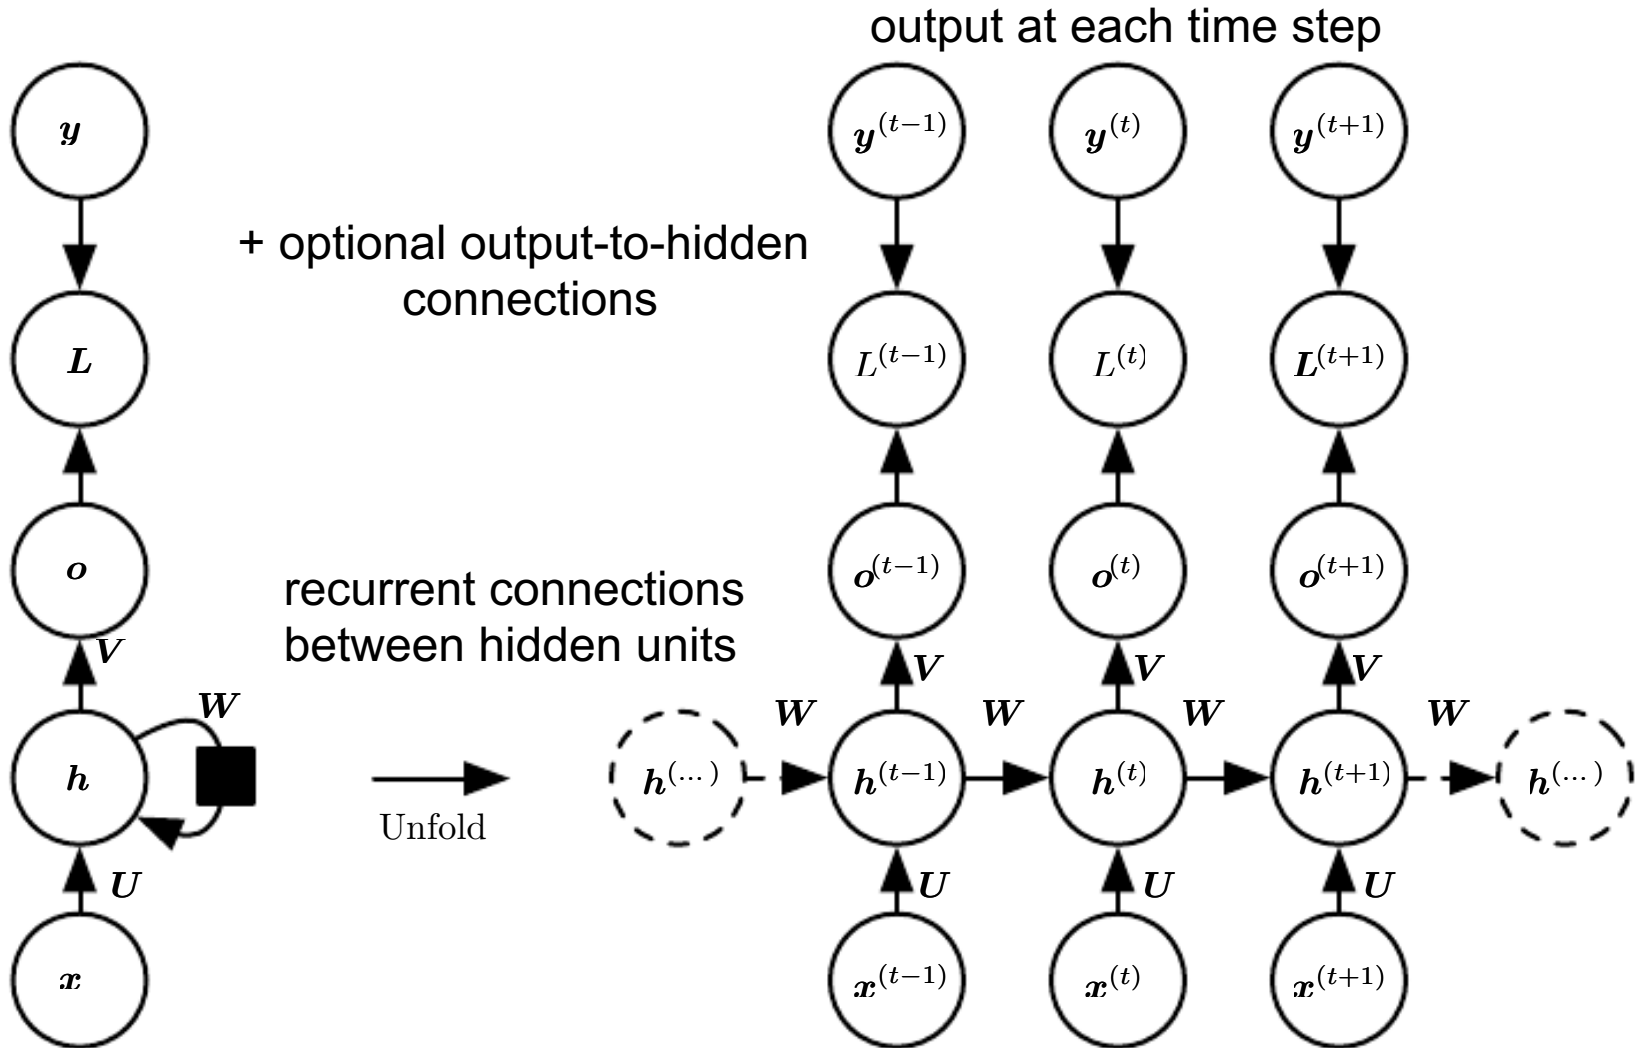 output at each time step
y y^(t−1) y^(t) y^(t+1)
+ optional output-to-hidden
connections
L L^(t−1) L^(t) L^(t+1)
o o^(t−1) o^(t) o^(t+1)
recurrent connections
between hidden units
V V V V
W W W W W
h h^(...) h^(t−1) h^(t) h^(t+1) h^(...)
Unfold
U U U U
x x^(t−1) x^(t) x^(t+1)